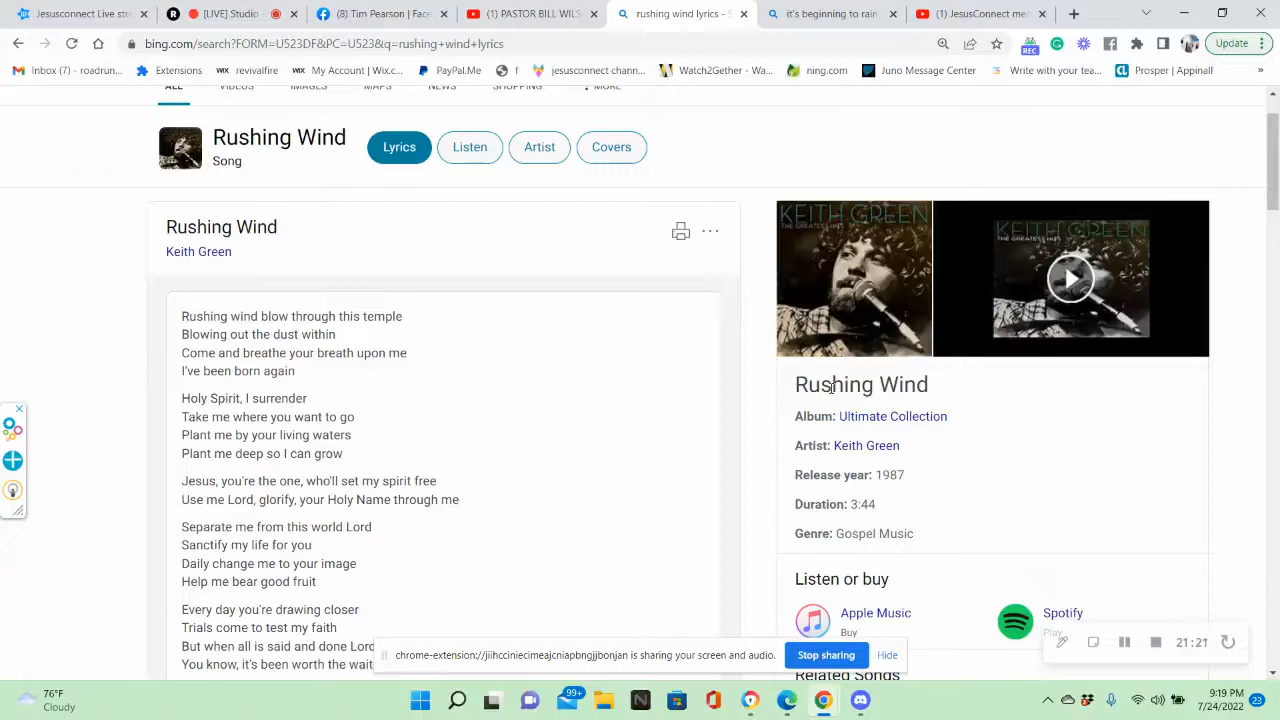 Jesusconnect Live stre
[LIVE] Studio
(8) Tim Pearson | Face
(1) PASTOR BILL WILS
rushing wind lyrics - S
it's beginning to rain
(1) JesusConnect me
bing.com/search?FORM=U523DF&PC=U523&q=rushing+wind+lyrics
REC
Update
Inbox (7) - roadrun...
Extensions
WiX revivalfire
WiX My Account | Wix.c...
PayPal.Me
f
jesusconnect chann...
Watch2Gether - Wa...
ning.com
Juno Message Center
Write with your tea...
Prosper | Appinall
»
ALL
VIDEOS
IMAGES
MAPS
NEWS
SHOPPING
MORE
Rushing Wind
Song
Lyrics
Listen
Artist
Covers
Rushing Wind
Keith Green
Rushing wind blow through this temple
Blowing out the dust within
Come and breathe your breath upon me
I've been born again
Holy Spirit, I surrender
Take me where you want to go
Plant me by your living waters
Plant me deep so I can grow
Jesus, you're the one, who'll set my spirit free
Use me Lord, glorify, your Holy Name through me
Separate me from this world Lord
Sanctify my life for you
Daily change me to your image
Help me bear good fruit
Every day you're drawing closer
Trials come to test my faith
But when all is said and done Lord
You know, it's been worth the wait
KEITH GREEN
THE GREATEST HITS
KEITH GREEN
THE GREATEST HITS
Rushing Wind
Album: Ultimate Collection
Artist: Keith Green
Release year: 1987
Duration: 3:44
Genre: Gospel Music
Listen or buy
Apple Music
Buy
Spotify
Play
Related Songs
21:21
chrome-extension://jiihcciniecimeaicniapbngjjbonjan is sharing your screen and audio.
Stop sharing
Hide
76°F
Cloudy
99+
9:19 PM
7/24/2022
23